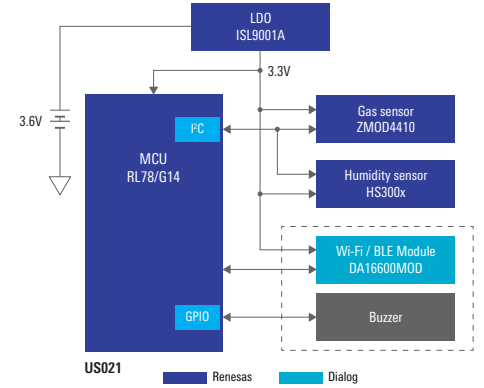 LDO
ISL9001A
3.3V
3.6V
I²C
MCU
RL78/G14
Gas sensor
ZMOD4410
Humidity sensor
HS300x
Wi-Fi / BLE Module
DA16600MOD
GPIO
Buzzer
US021
Renesas
Dialog